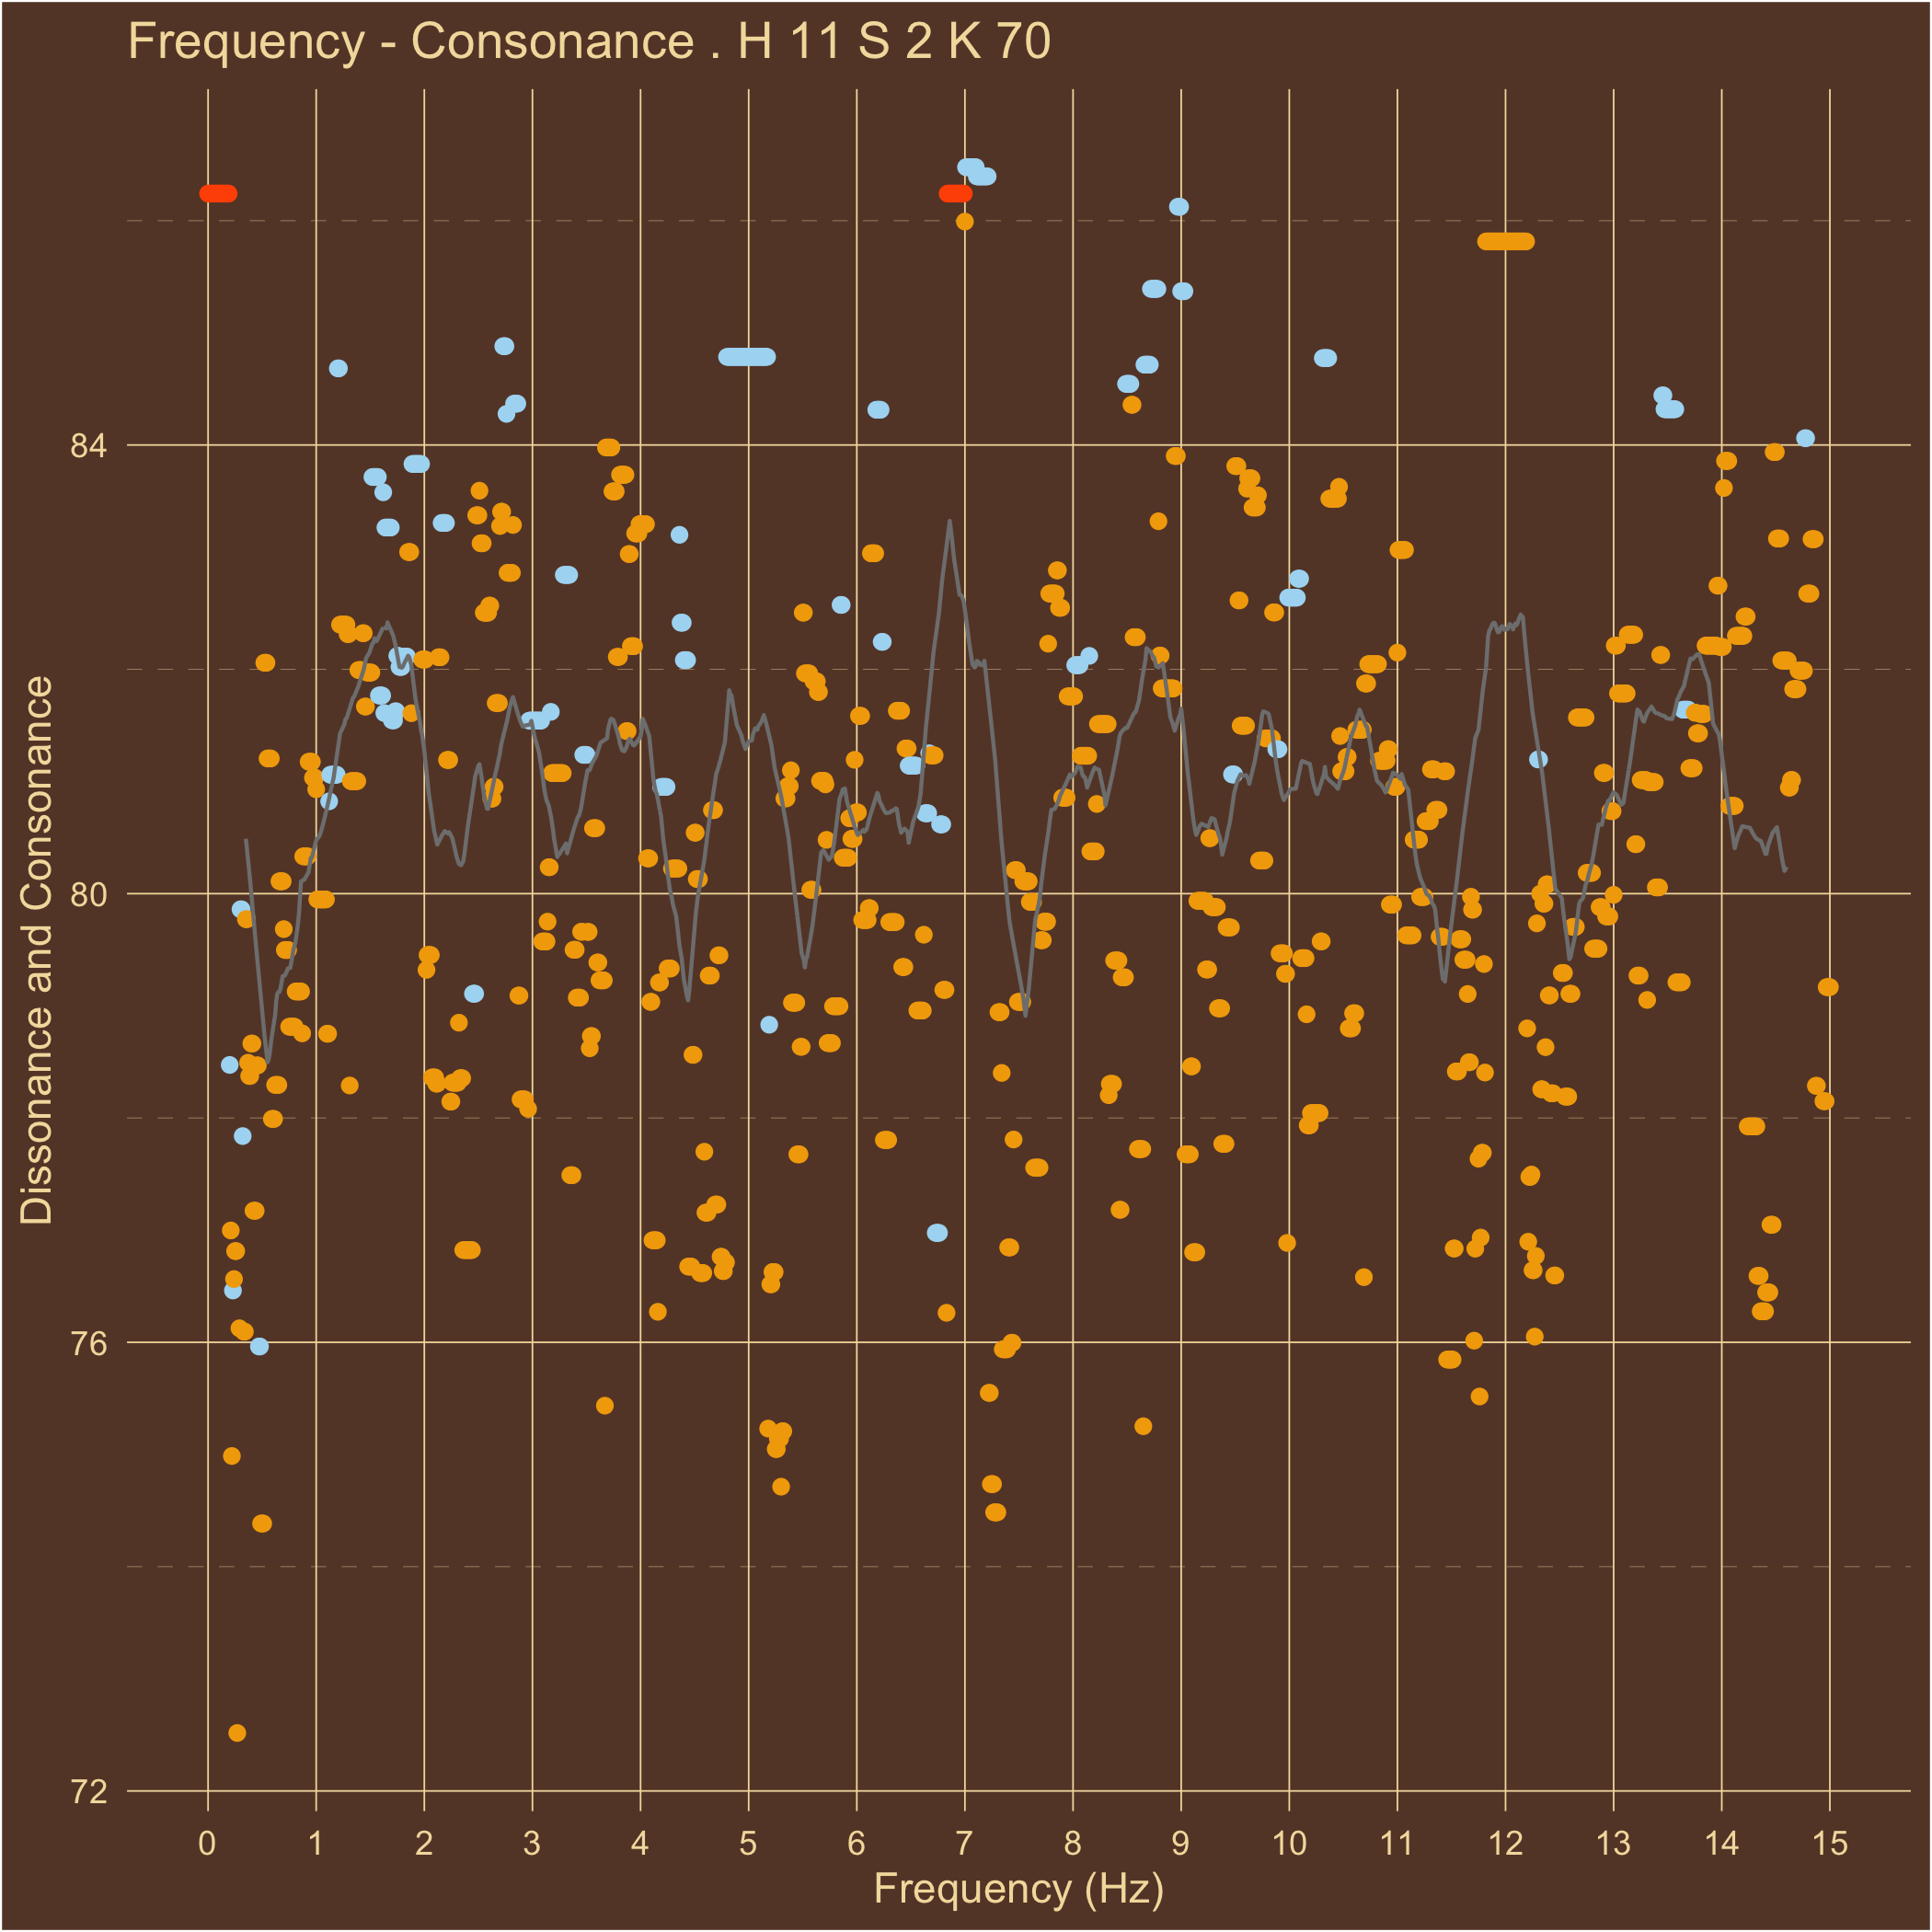 Frequency - Consonance . H 11 S 2 K 70
Dissonance and Consonance
84
80
76
72
0 1 2 3 4 5 6 7 8 9 10 11 12 13 14 15
Frequency (Hz)